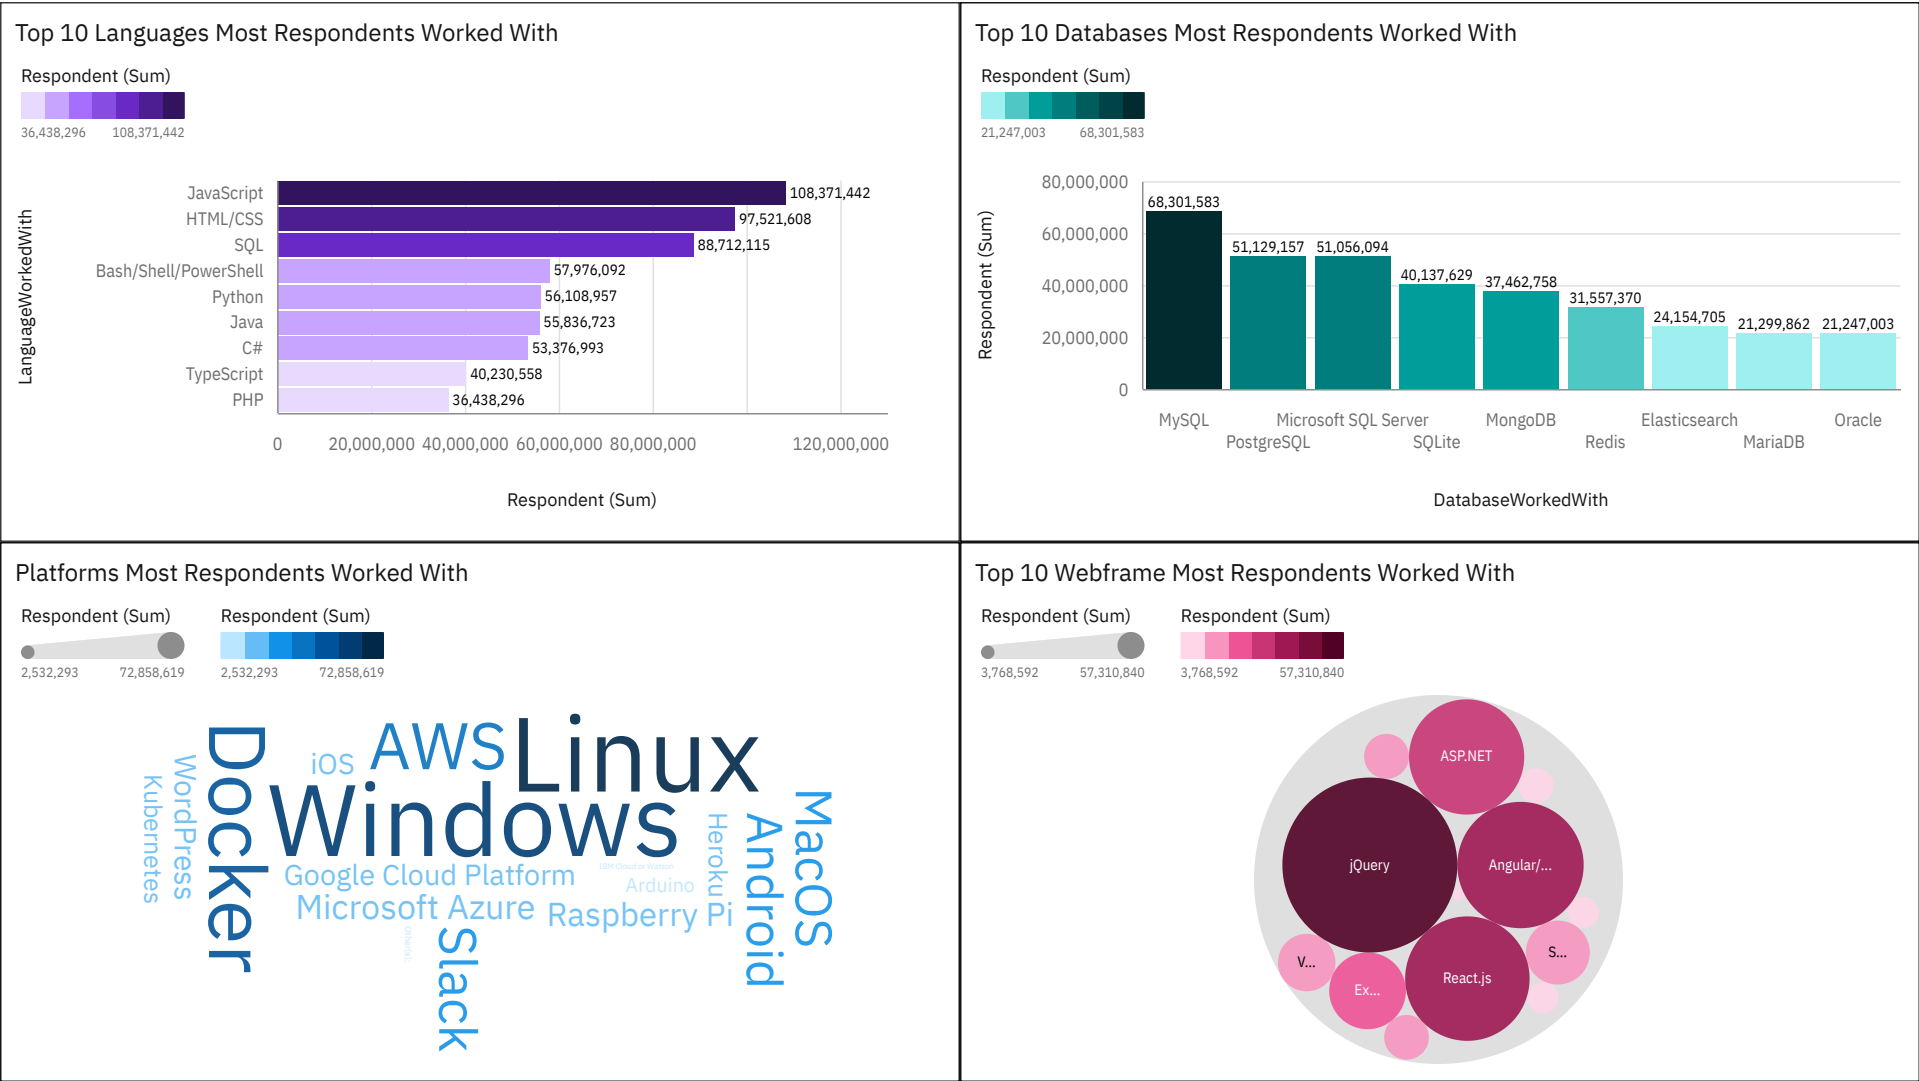 Top 10 Languages Most Respondents Worked With
Respondent (Sum)
36,438,296 108,371,442
LanguageWorkedWith
JavaScript 108,371,442
HTML/CSS 97,521,608
SQL 88,712,115
Bash/Shell/PowerShell 57,976,092
Python 56,108,957
Java 55,836,723
C# 53,376,993
TypeScript 40,230,558
PHP 36,438,296
0 20,000,000 40,000,000 60,000,000 80,000,000 120,000,000
Respondent (Sum)
Top 10 Databases Most Respondents Worked With
Respondent (Sum)
21,247,003 68,301,583
Respondent (Sum)
80,000,000
60,000,000
40,000,000
20,000,000
0
68,301,583
51,129,157
51,056,094
40,137,629
37,462,758
31,557,370
24,154,705
21,299,862
21,247,003
MySQL
PostgreSQL
Microsoft SQL Server
SQLite
MongoDB
Redis
Elasticsearch
MariaDB
Oracle
DatabaseWorkedWith
Platforms Most Respondents Worked With
Respondent (Sum)
2,532,293 72,858,619
Respondent (Sum)
2,532,293 72,858,619
Kubernetes
WordPress
Docker
iOS
AWS
Linux
Windows
Google Cloud Platform
IBM Cloud or Watson
Arduino
Microsoft Azure
Raspberry Pi
Heroku
Android
MacOS
Slack
Top 10 Webframe Most Respondents Worked With
Respondent (Sum)
3,768,592 57,310,840
Respondent (Sum)
3,768,592 57,310,840
ASP.NET
jQuery
Angular/...
S...
V...
React.js
Ex...